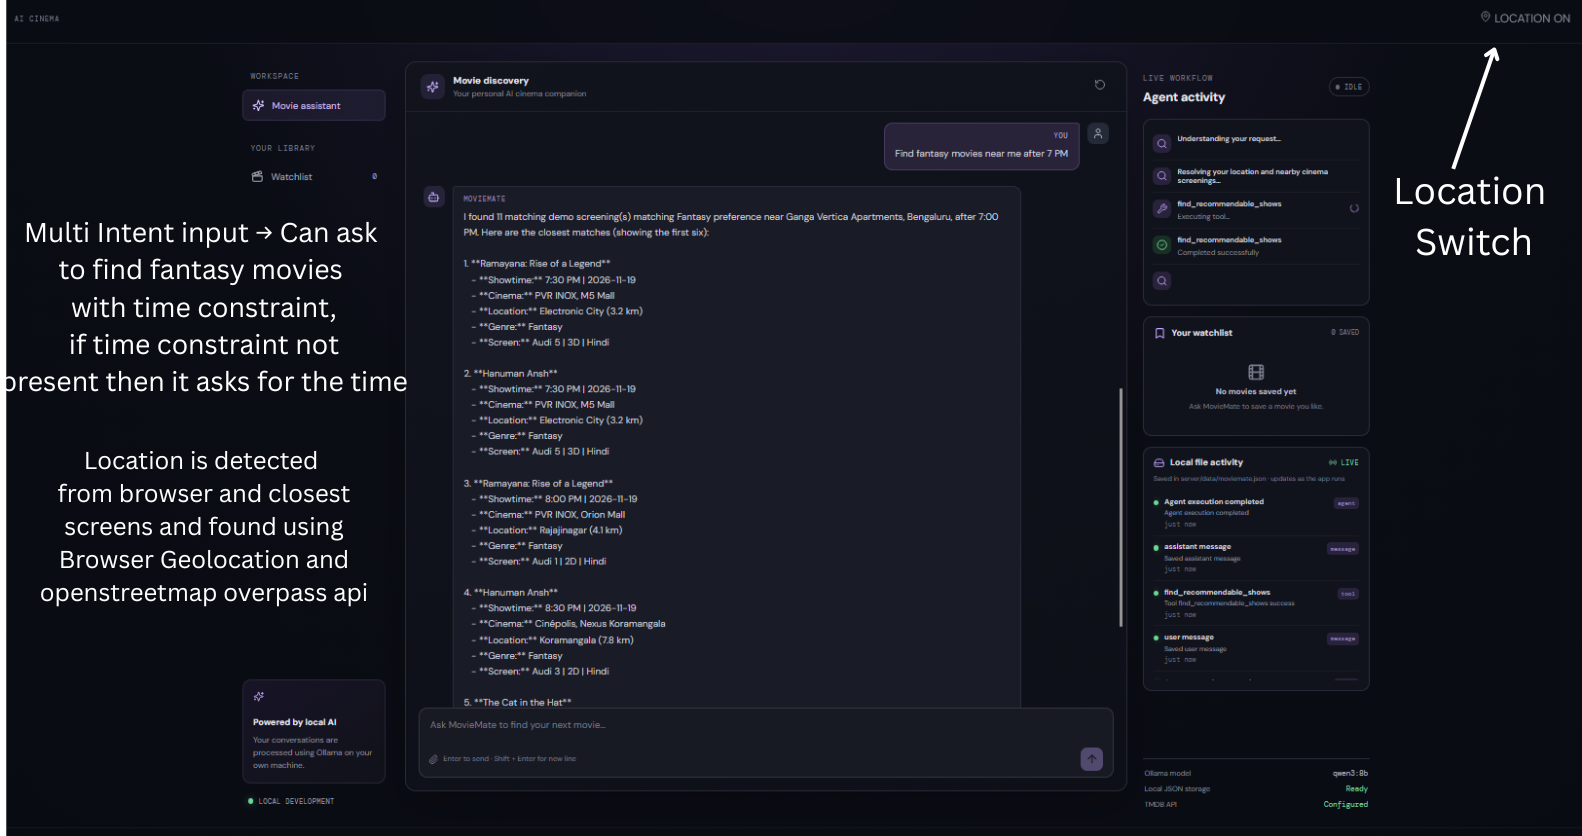 AI CINEMA
LOCATION ON
WORKSPACE
Movie assistant
YOUR LIBRARY
Watchlist 0
Multi Intent input → Can ask
to find fantasy movies
with time constraint,
if time constraint not
present then it asks for the time
Location is detected
from browser and closest
screens and found using
Browser Geolocation and
openstreetmap overpass api
Powered by local AI
Your conversations are
processed using Ollama on your
own machine.
LOCAL DEVELOPMENT
Movie discovery
Your personal AI cinema companion
YOU
Find fantasy movies near me after 7 PM
MOVIEMATE
I found 11 matching demo screening(s) matching Fantasy preference near Ganga Vertica Apartments, Bengaluru, after 7:00
PM. Here are the closest matches (showing the first six):
1. **Ramayana: Rise of a Legend**
- **Showtime:** 7:30 PM | 2026-11-19
- **Cinema:** PVR INOX, M5 Mall
- **Location:** Electronic City (3.2 km)
- **Genre:** Fantasy
- **Screen:** Audi 5 | 3D | Hindi
2. **Hanuman Ansh**
- **Showtime:** 7:30 PM | 2026-11-19
- **Cinema:** PVR INOX, M5 Mall
- **Location:** Electronic City (3.2 km)
- **Genre:** Fantasy
- **Screen:** Audi 5 | 3D | Hindi
3. **Ramayana: Rise of a Legend**
- **Showtime:** 8:00 PM | 2026-11-19
- **Cinema:** PVR INOX, Orion Mall
- **Location:** Rajajinagar (4.1 km)
- **Genre:** Fantasy
- **Screen:** Audi 1 | 2D | Hindi
4. **Hanuman Ansh**
- **Showtime:** 8:30 PM | 2026-11-19
- **Cinema:** Cinépolis, Nexus Koramangala
- **Location:** Koramangala (7.8 km)
- **Genre:** Fantasy
- **Screen:** Audi 3 | 2D | Hindi
5. **The Cat in the Hat**
Ask MovieMate to find your next movie...
Enter to send · Shift + Enter for new line
LIVE WORKFLOW
Agent activity
IDLE
Understanding your request...
Resolving your location and nearby cinema
screenings...
find_recommendable_shows
Executing tool...
find_recommendable_shows
Completed successfully
Your watchlist 0 SAVED
No movies saved yet
Ask MovieMate to save a movie you like.
Local file activity LIVE
Saved in server/data/moviemate.json · updates as the app runs
Agent execution completed agent
Agent execution completed
just now
assistant message message
Saved assistant message
just now
find_recommendable_shows tool
Tool find_recommendable_shows success
just now
user message message
Saved user message
just now
Ollama model qwen3:8b
Local JSON storage Ready
TMDB API Configured
Location
Switch